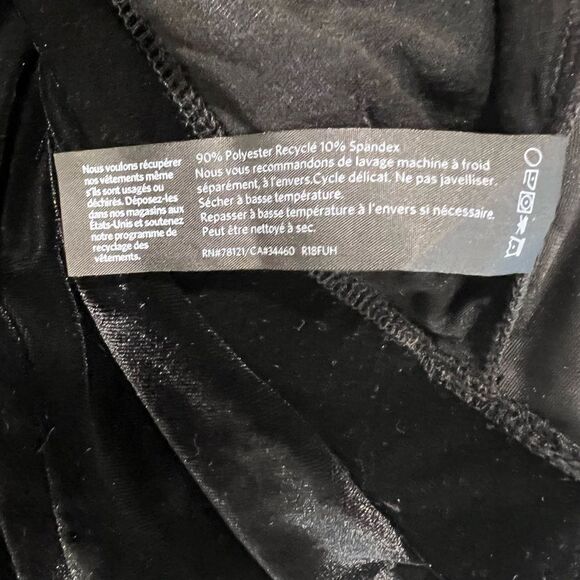 Nous voulons récupérer
nos vêtements même
s'ils sont usagés ou
déchirés. Déposez-les
dans nos magasins aux
États-Unis et soutenez
notre programme de
recyclage des
vêtements.
90% Polyester Recyclé 10% Spandex
Nous vous recommandons de lavage machine à froid
séparément, à l'envers.Cycle délicat. Ne pas javelliser.
Sécher à basse température.
Repasser à basse température à l'envers si nécessaire.
Peut être nettoyé à sec.
RN#78121/CA#34460 R18FUH